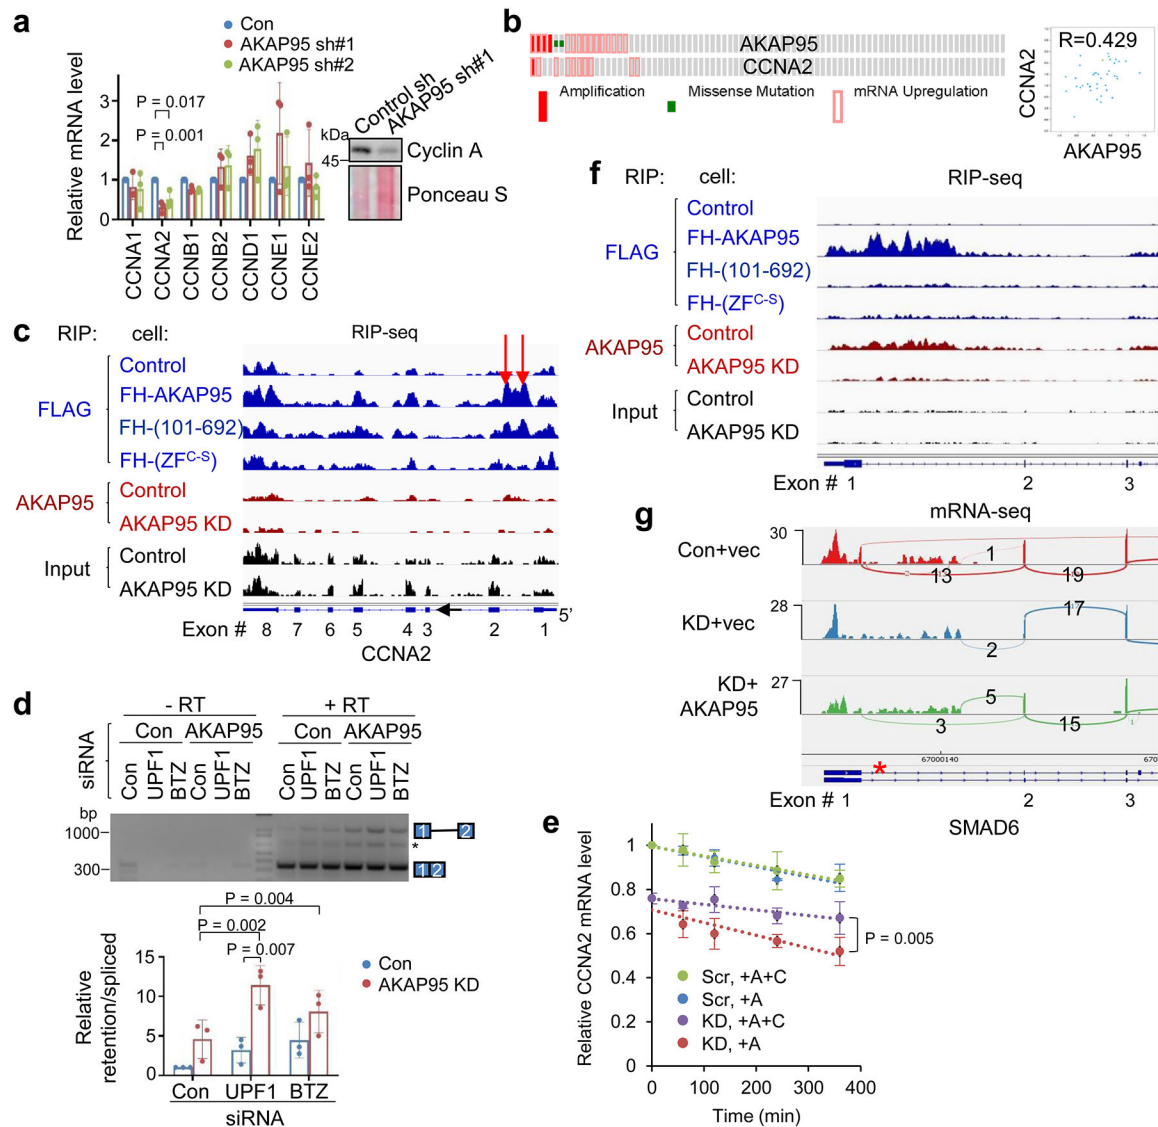 a
Con
AKAP95 sh#1
AKAP95 sh#2
Relative mRNA level
3
2
1
0
P = 0.017
P = 0.001
CCNA1
CCNA2
CCNB1
CCNB2
CCND1
CCNE1
CCNE2
Control sh
AKAP95 sh#1
kDa
45
Cyclin A
Ponceau S
b
AKAP95
CCNA2
Amplification
Missense Mutation
mRNA Upregulation
CCNA2
R=0.429
AKAP95
c
RIP:
cell:
RIP-seq
FLAG
Control
FH-AKAP95
FH-(101-692)
FH-(ZFC-S)
AKAP95
Control
AKAP95 KD
Input
Control
AKAP95 KD
5'
Exon # 8 7 6 5 4 3 2 1
CCNA2
d
- RT
+ RT
Con AKAP95 Con AKAP95
siRNA
Con UPF1 BTZ Con UPF1 BTZ Con UPF1 BTZ Con UPF1 BTZ
bp
1000
300
1 2
*
1 2
P = 0.004
P = 0.002
P = 0.007
Relative
retention/spliced
15
10
5
0
Con
AKAP95 KD
Con UPF1 BTZ
siRNA
e
Relative CCNA2 mRNA level
1
0.8
0.6
0.4
0.2
0
P = 0.005
Scr, +A+C
Scr, +A
KD, +A+C
KD, +A
0 100 200 300 400
Time (min)
f
RIP:
cell:
RIP-seq
FLAG
Control
FH-AKAP95
FH-(101-692)
FH-(ZFC-S)
AKAP95
Control
AKAP95 KD
Input
Control
AKAP95 KD
Exon # 1 2 3
g
mRNA-seq
Con+vec
30
1
13
19
KD+vec
28
17
2
KD+
AKAP95
27
5
3
15
1
67000140
670
*
Exon # 1 2 3
SMAD6